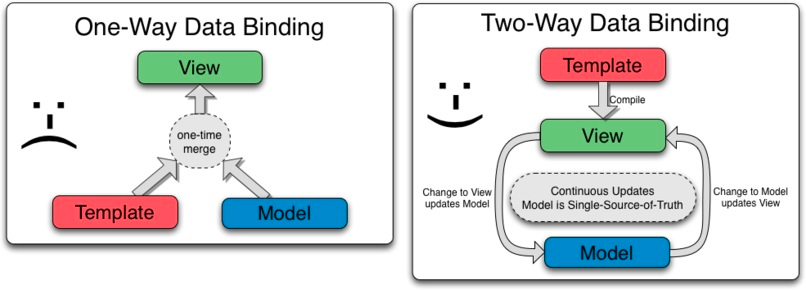 One-Way Data Binding
View
one-time
merge
Template
Model
Two-Way Data Binding
Template
Compile
View
Change to View
updates Model
Continuous Updates
Model is Single-Source-of-Truth
Change to Model
updates View
Model